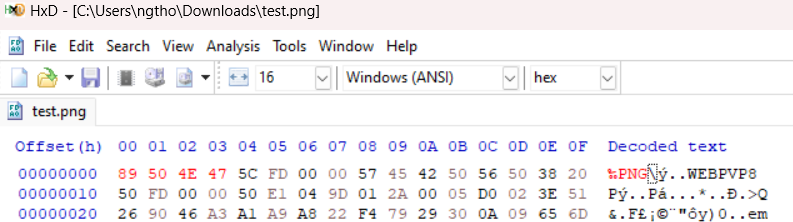 HxD - [C:\Users\ngtho\Downloads\test.png]
File Edit Search View Analysis Tools Window Help
16 Windows (ANSI) hex
test.png
Offset(h) 00 01 02 03 04 05 06 07 08 09 0A 0B 0C 0D 0E 0F Decoded text
00000000 89 50 4E 47 5C FD 00 00 57 45 42 50 56 50 38 20 ‰PNG\ý..WEBPVP8
00000010 50 FD 00 00 50 E1 04 9D 01 2A 00 05 D0 02 3E 51 Pý..Pá...*..Ð.>Q
00000020 26 90 46 A3 A1 A9 A8 22 F4 79 29 30 0A 09 65 6D &.F£¡©¨"ôy)0..em